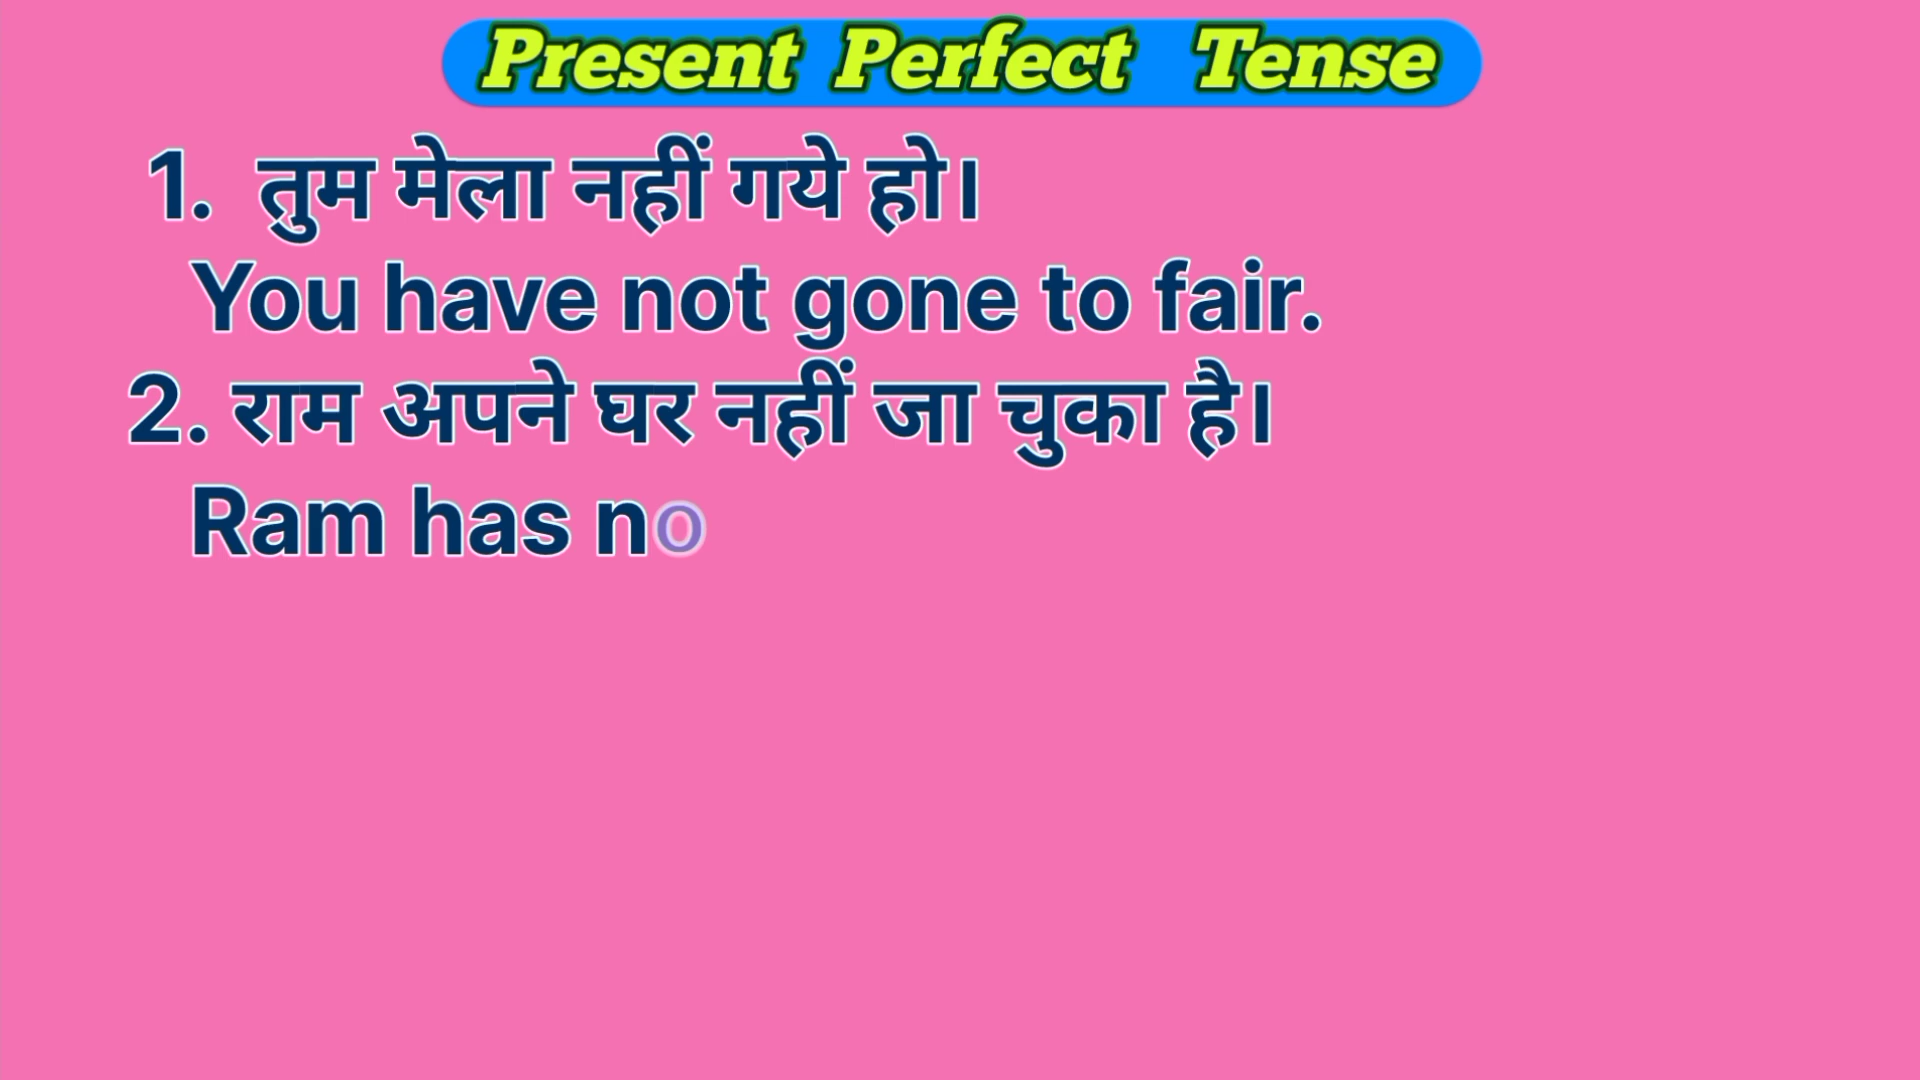 Present Perfect Tense
1. तुम मेला नहीं गये हो।
You have not gone to fair.
2. राम अपने घर नहीं जा चुका है।
Ram has no